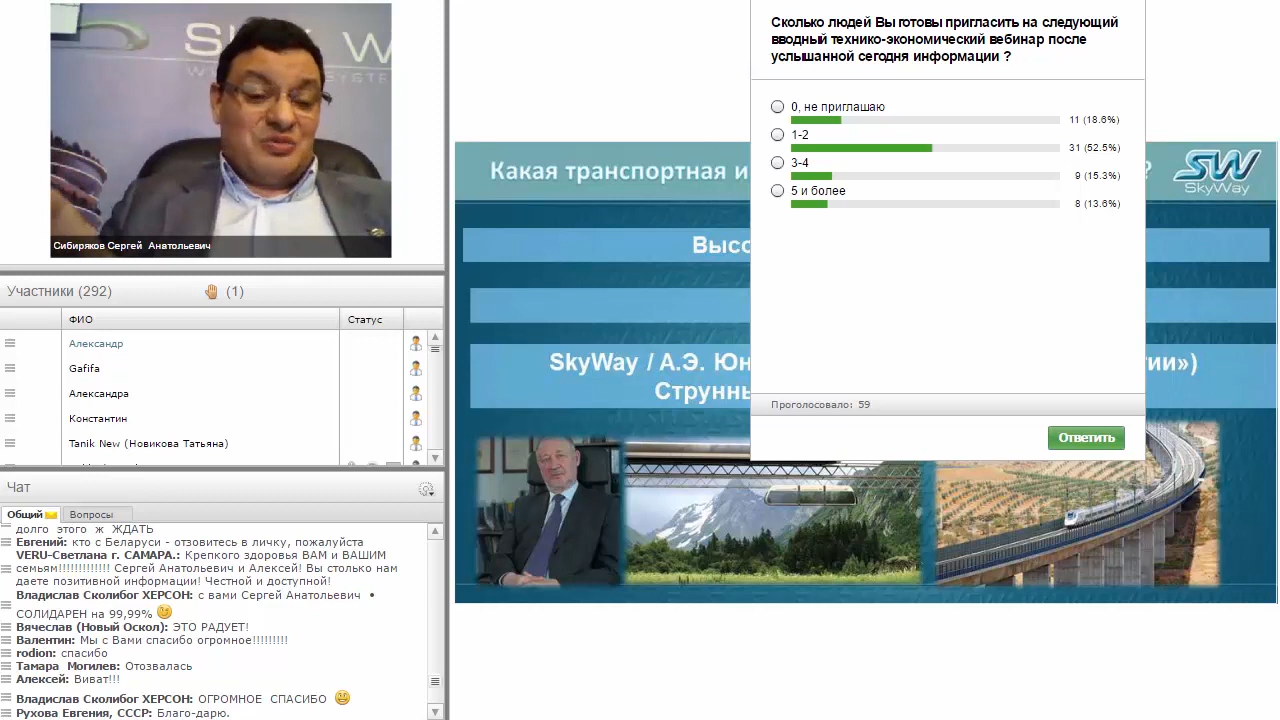 SKY W
Сибиряков Сергей Анатольевич
Участники (292)
(1)
ФИО
Статус
Александр
Gafifa
Александра
Константин
Tanik New (Новикова Татьяна)
Чат
Общий
Вопросы
долго этого ж ЖДАТЬ
Евгений: кто с Беларуси - отзовитесь в личку, пожалуйста
VERU-Светлана г. САМАРА.: Крепкого здоровья ВАМ и ВАШИМ
семьям!!!!!!!!!!!!! Сергей Анатольевич и Алексей! Вы столько нам
даете позитивной информации! Честной и доступной!
Владислав Сколибог ХЕРСОН: с вами Сергей Анатольевич •
СОЛИДАРЕН на 99,99%
Вячеслав (Новый Оскол): ЭТО РАДУЕТ!
Валентин: Мы с Вами спасибо огромное!!!!!!!!!
rodion: спасибо
Тамара Могилев: Отозвалась
Алексей: Виват!!!
Владислав Сколибог ХЕРСОН: ОГРОМНОЕ СПАСИБО
Рухова Евгения, СССР: Благо-дарю.
Сколько людей Вы готовы пригласить на следующий
вводный технико-экономический вебинар после
услышанной сегодня информации ?
0, не приглашаю
11 (18.6%)
1-2
31 (52.5%)
3-4
9 (15.3%)
5 и более
8 (13.6%)
Проголосовало: 59
Ответить
Какая транспортная и
?
SW
SkyWay
Высо
SkyWay / А.Э. Юн
ии»)
Струнны